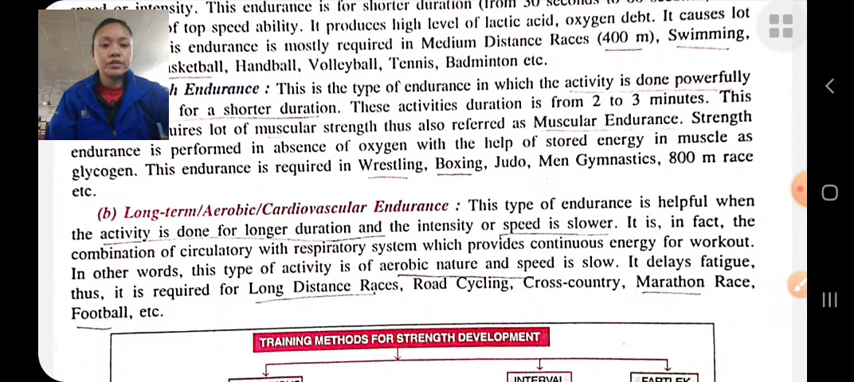 intensity. This endurance is for shorter duration (from 30 seconds
of top speed ability. It produces high level of lactic acid, oxygen debt. It causes lot
is endurance is mostly required in Medium Distance Races (400 m), Swimming,
sketball, Handball, Volleyball, Tennis, Badminton etc.
h Endurance : This is the type of endurance in which the activity is done powerfully
for a shorter duration. These activities duration is from 2 to 3 minutes. This
uires lot of muscular strength thus also referred as Muscular Endurance. Strength
endurance is performed in absence of oxygen with the help of stored energy in muscle as
glycogen. This endurance is required in Wrestling, Boxing, Judo, Men Gymnastics, 800 m race
etc.
(b) Long-term/Aerobic/Cardiovascular Endurance : This type of endurance is helpful when
the activity is done for longer duration and the intensity or speed is slower. It is, in fact, the
combination of circulatory with respiratory system which provides continuous energy for workout.
In other words, this type of activity is of aerobic nature and speed is slow. It delays fatigue,
thus, it is required for Long Distance Races, Road Cycling, Cross-country, Marathon Race,
Football, etc.
TRAINING METHODS FOR STRENGTH DEVELOPMENT
INTERVAL
FARTLEK